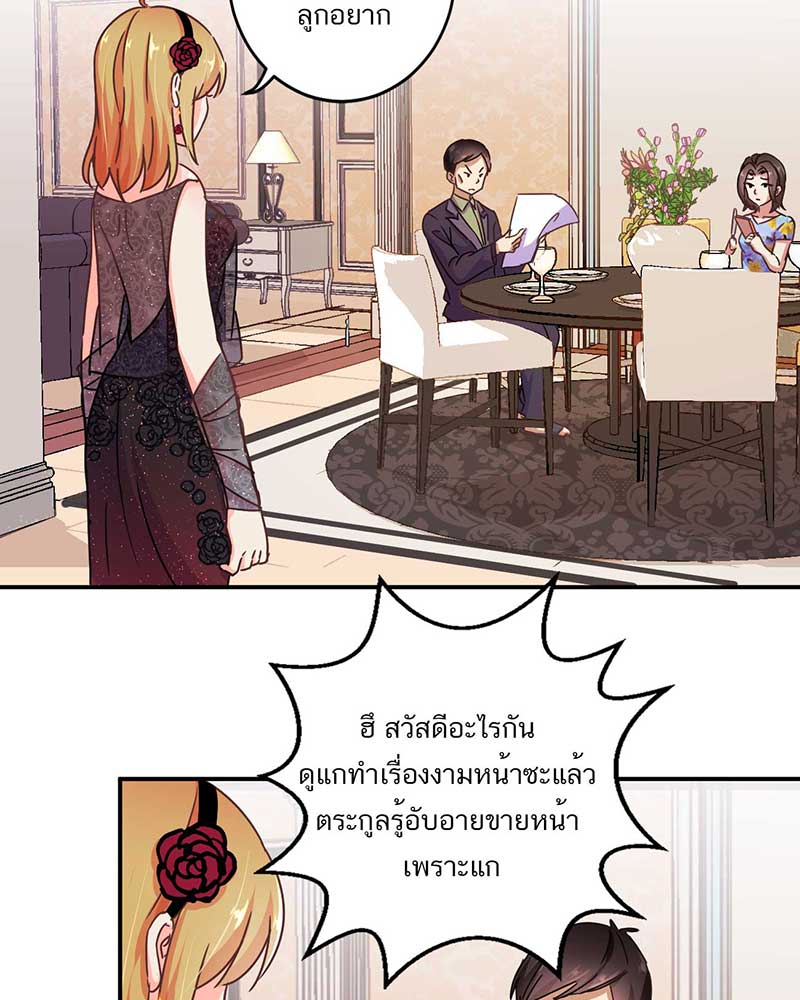 ลูกอยาก
ฮึ สวัสดีอะไรกัน
ดูแกทำเรื่องงามหน้าซะแล้ว
ตระกูลรู้อับอายขายหน้า
เพราะแก